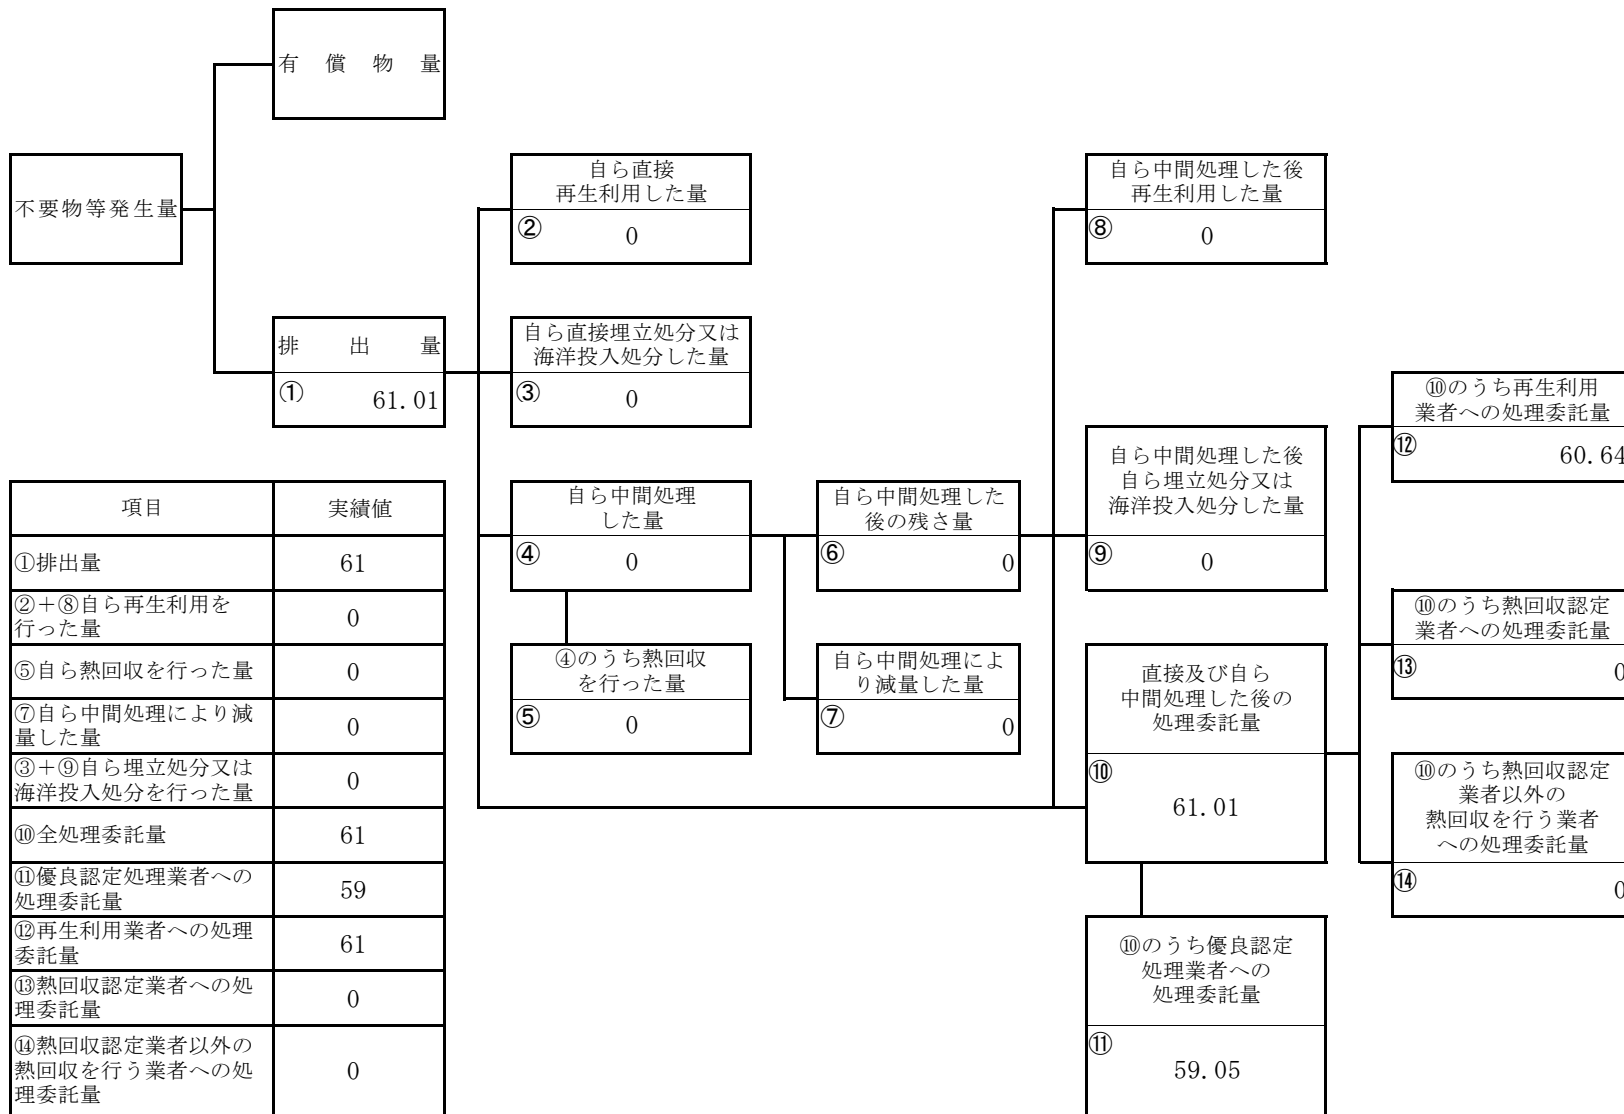 有償物量
不要物等発生量
排出量
① 61.01
自ら直接
再生利用した量
② 0
自ら直接埋立処分又は
海洋投入処分した量
③ 0
自ら中間処理
した量
④ 0
④のうち熱回収
を行った量
⑤ 0
自ら中間処理した
後の残さ量
⑥ 0
自ら中間処理によ
り減量した量
⑦ 0
自ら中間処理した後
再生利用した量
⑧ 0
自ら中間処理した後
自ら埋立処分又は
海洋投入処分した量
⑨ 0
直接及び自ら
中間処理した後の
処理委託量
⑩
61.01
⑩のうち優良認定
処理業者への
処理委託量
⑪
59.05
⑩のうち再生利用
業者への処理委託量
⑫ 60.64
⑩のうち熱回収認定
業者への処理委託量
⑬ 0
⑩のうち熱回収認定
業者以外の
熱回収を行う業者
への処理委託量
⑭ 0
項目 実績値
①排出量 61
②+⑧自ら再生利用を
行った量 0
⑤自ら熱回収を行った量 0
⑦自ら中間処理により減
量した量 0
③+⑨自ら埋立処分又は
海洋投入処分を行った量 0
⑩全処理委託量 61
⑪優良認定処理業者への
処理委託量 59
⑫再生利用業者への処理
委託量 61
⑬熱回収認定業者への処
理委託量 0
⑭熱回収認定業者以外の
熱回収を行う業者への処
理委託量 0